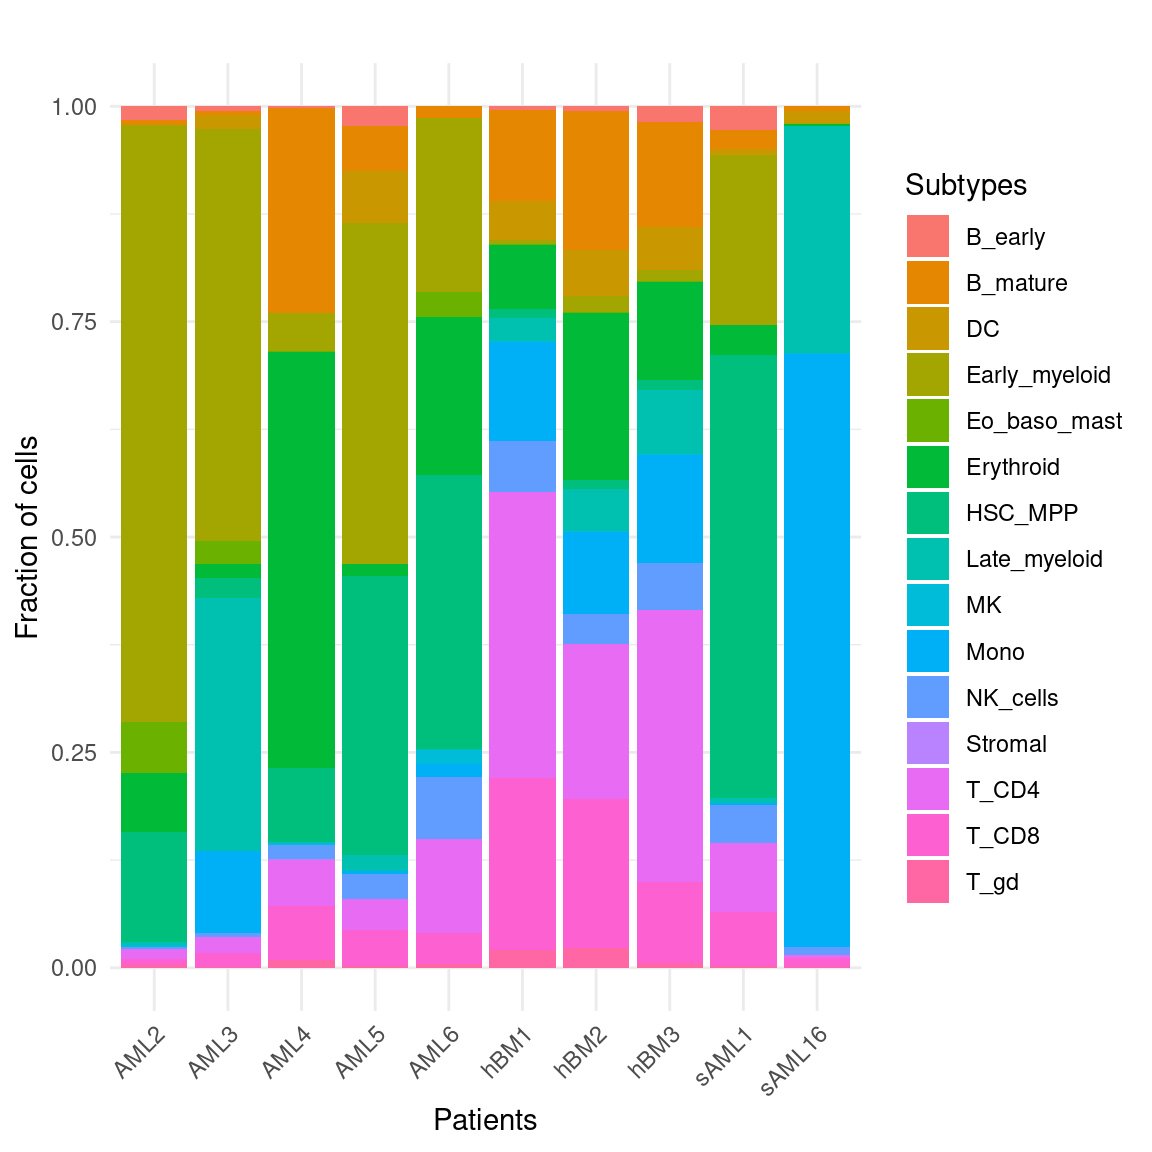 Subtypes
B_early
B_mature
DC
Early_myeloid
Eo_baso_mast
Erythroid
HSC_MPP
Late_myeloid
MK
Mono
NK_cells
Stromal
T_CD4
T_CD8
T_gd
Fraction of cells
1.00
0.75
0.50
0.25
0.00
AML2
AML3
AML4
AML5
AML6
hBM1
hBM2
hBM3
sAML1
sAML16
Patients